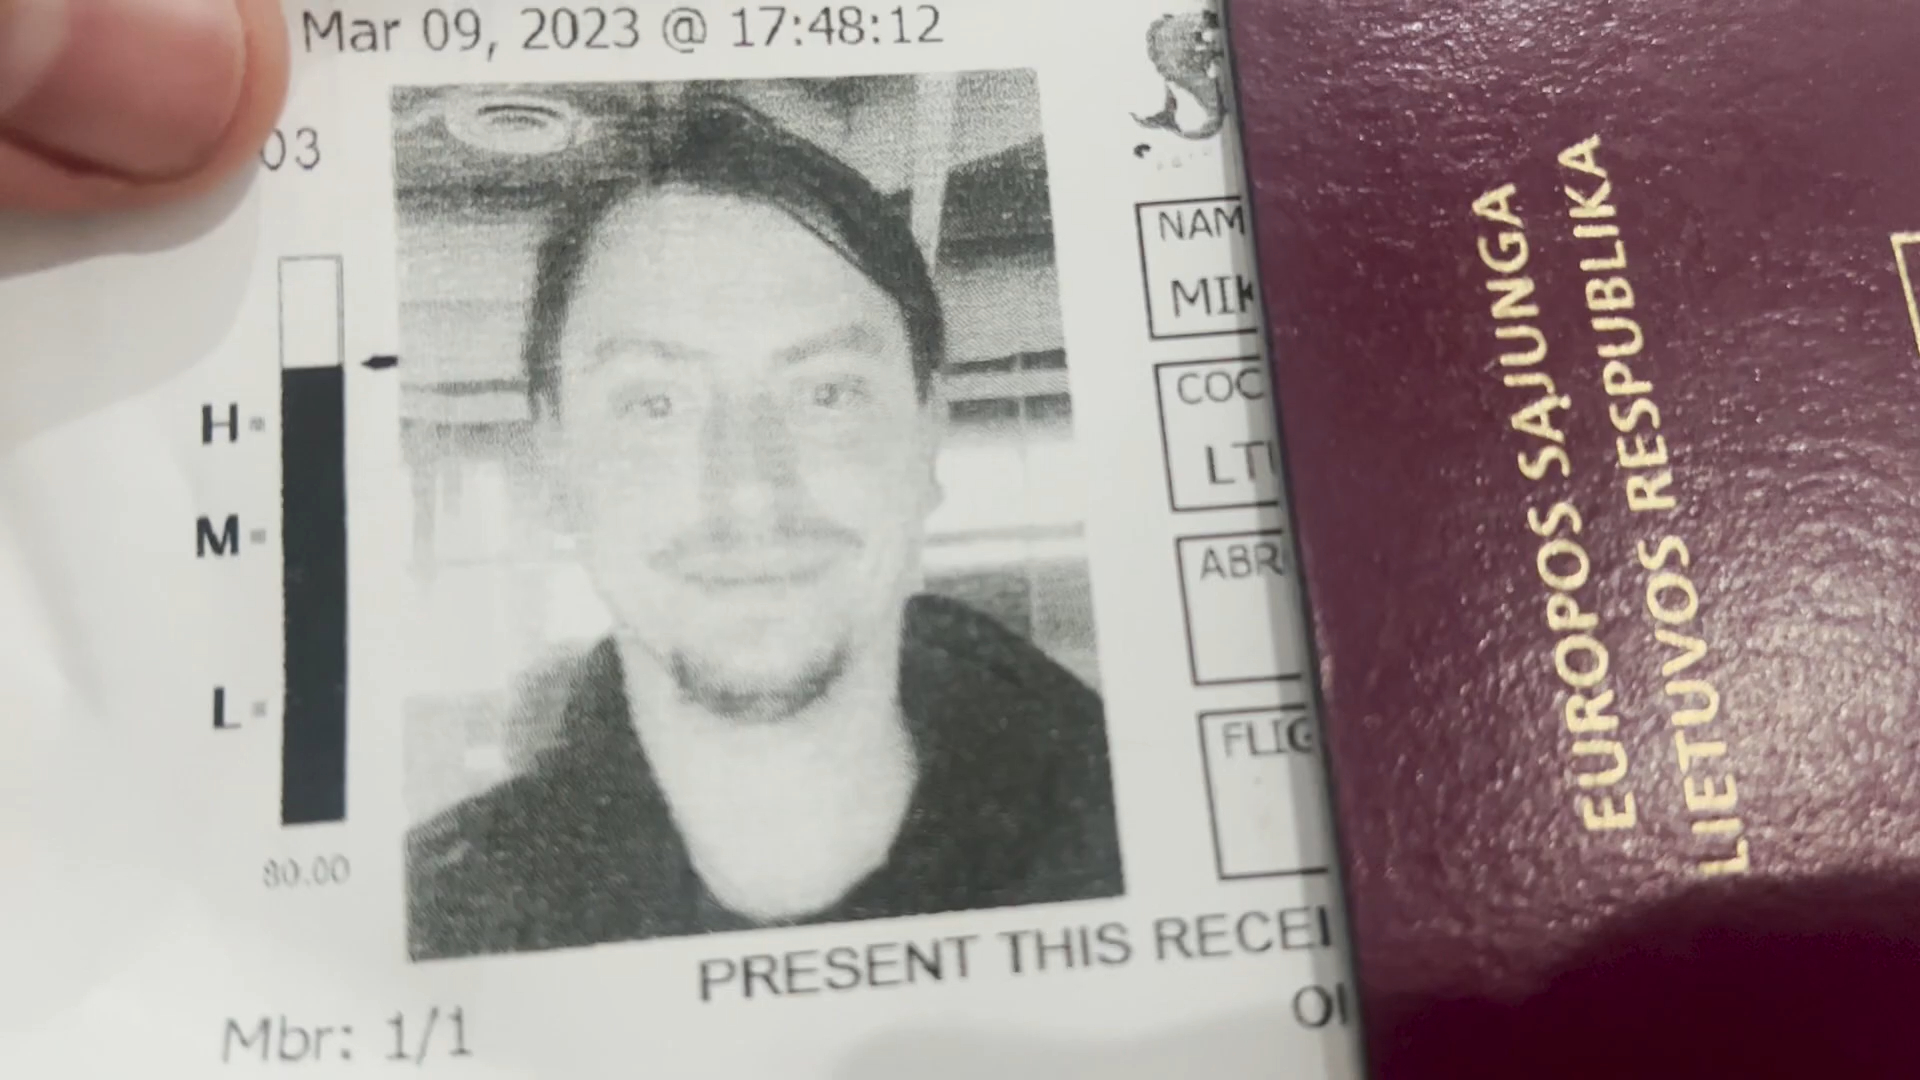 Mar 09, 2023 @ 17:48:12
03
H
M
L
80.00
NAM
MIK
COC
LT
ABR
FLIG
PRESENT THIS RECEI
Mbr: 1/1
EUROPOS SĄJUNGA
LIETUVOS RESPUBLIKA